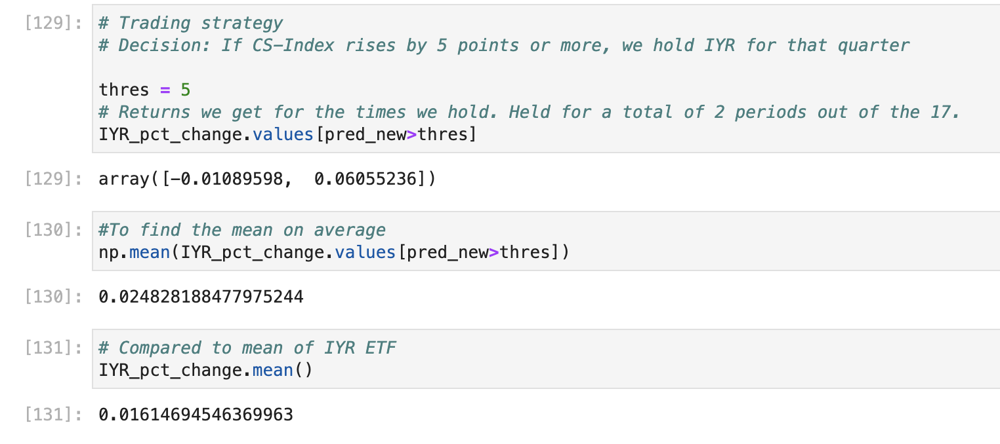 [129]: # Trading strategy
# Decision: If CS-Index rises by 5 points or more, we hold IYR for that quarter
thres = 5
# Returns we get for the times we hold. Held for a total of 2 periods out of the 17.
IYR_pct_change.values[pred_new>thres]
[129]: array([-0.01089598,  0.06055236])
[130]: #To find the mean on average
np.mean(IYR_pct_change.values[pred_new>thres])
[130]: 0.024828188477975244
[131]: # Compared to mean of IYR ETF
IYR_pct_change.mean()
[131]: 0.01614694546369963